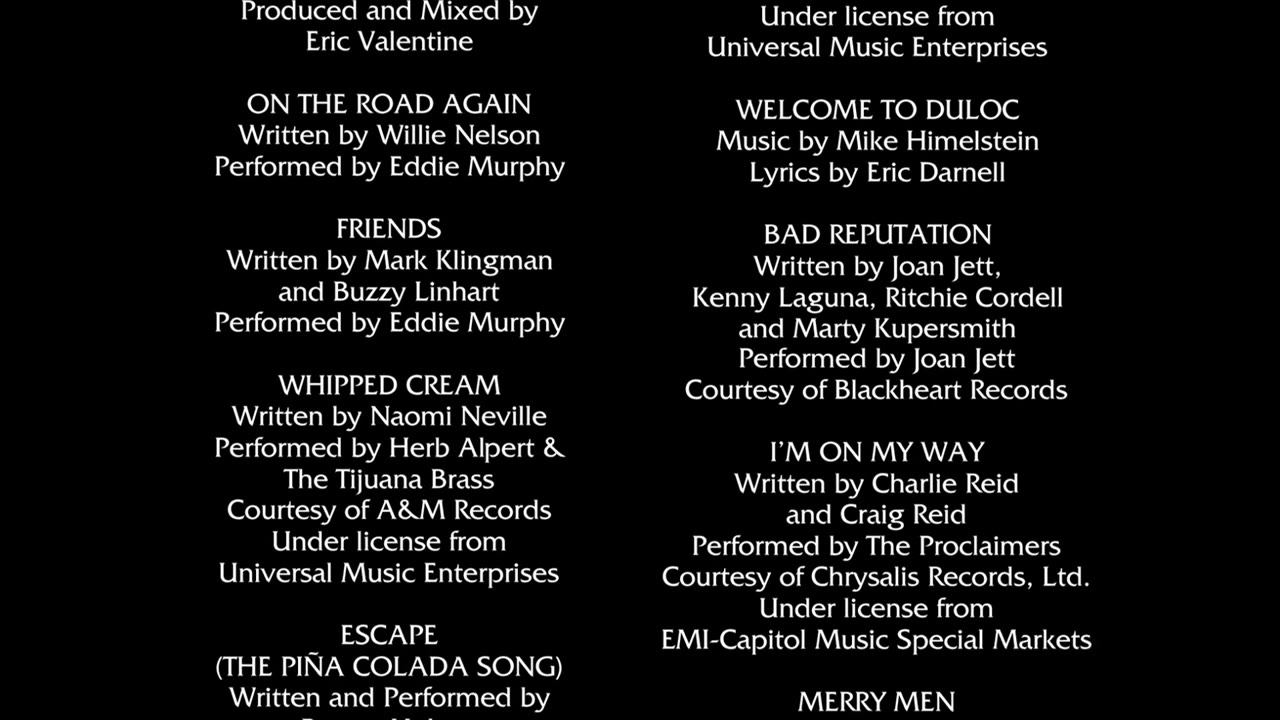 Produced and Mixed by
Eric Valentine
ON THE ROAD AGAIN
Written by Willie Nelson
Performed by Eddie Murphy
FRIENDS
Written by Mark Klingman
and Buzzy Linhart
Performed by Eddie Murphy
WHIPPED CREAM
Written by Naomi Neville
Performed by Herb Alpert &
The Tijuana Brass
Courtesy of A&M Records
Under license from
Universal Music Enterprises
ESCAPE
(THE PIÑA COLADA SONG)
Written and Performed by
Under license from
Universal Music Enterprises
WELCOME TO DULOC
Music by Mike Himelstein
Lyrics by Eric Darnell
BAD REPUTATION
Written by Joan Jett,
Kenny Laguna, Ritchie Cordell
and Marty Kupersmith
Performed by Joan Jett
Courtesy of Blackheart Records
I'M ON MY WAY
Written by Charlie Reid
and Craig Reid
Performed by The Proclaimers
Courtesy of Chrysalis Records, Ltd.
Under license from
EMI-Capitol Music Special Markets
MERRY MEN